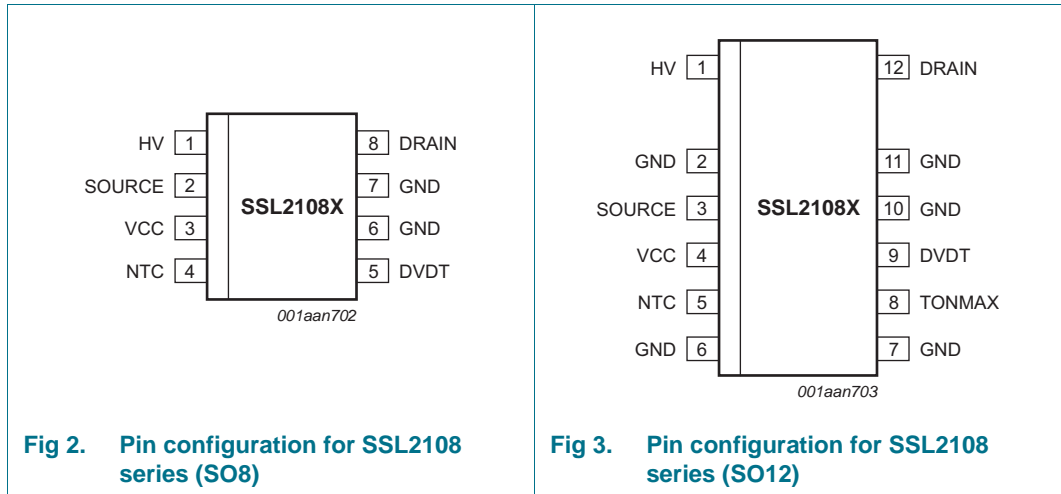 HV 1
SOURCE 2
VCC 3
NTC 4
SSL2108X
8 DRAIN
7 GND
6 GND
5 DVDT
001aan702
Fig 2. Pin configuration for SSL2108
series (SO8)
HV 1
GND 2
SOURCE 3
VCC 4
NTC 5
GND 6
SSL2108X
12 DRAIN
11 GND
10 GND
9 DVDT
8 TONMAX
7 GND
001aan703
Fig 3. Pin configuration for SSL2108
series (SO12)